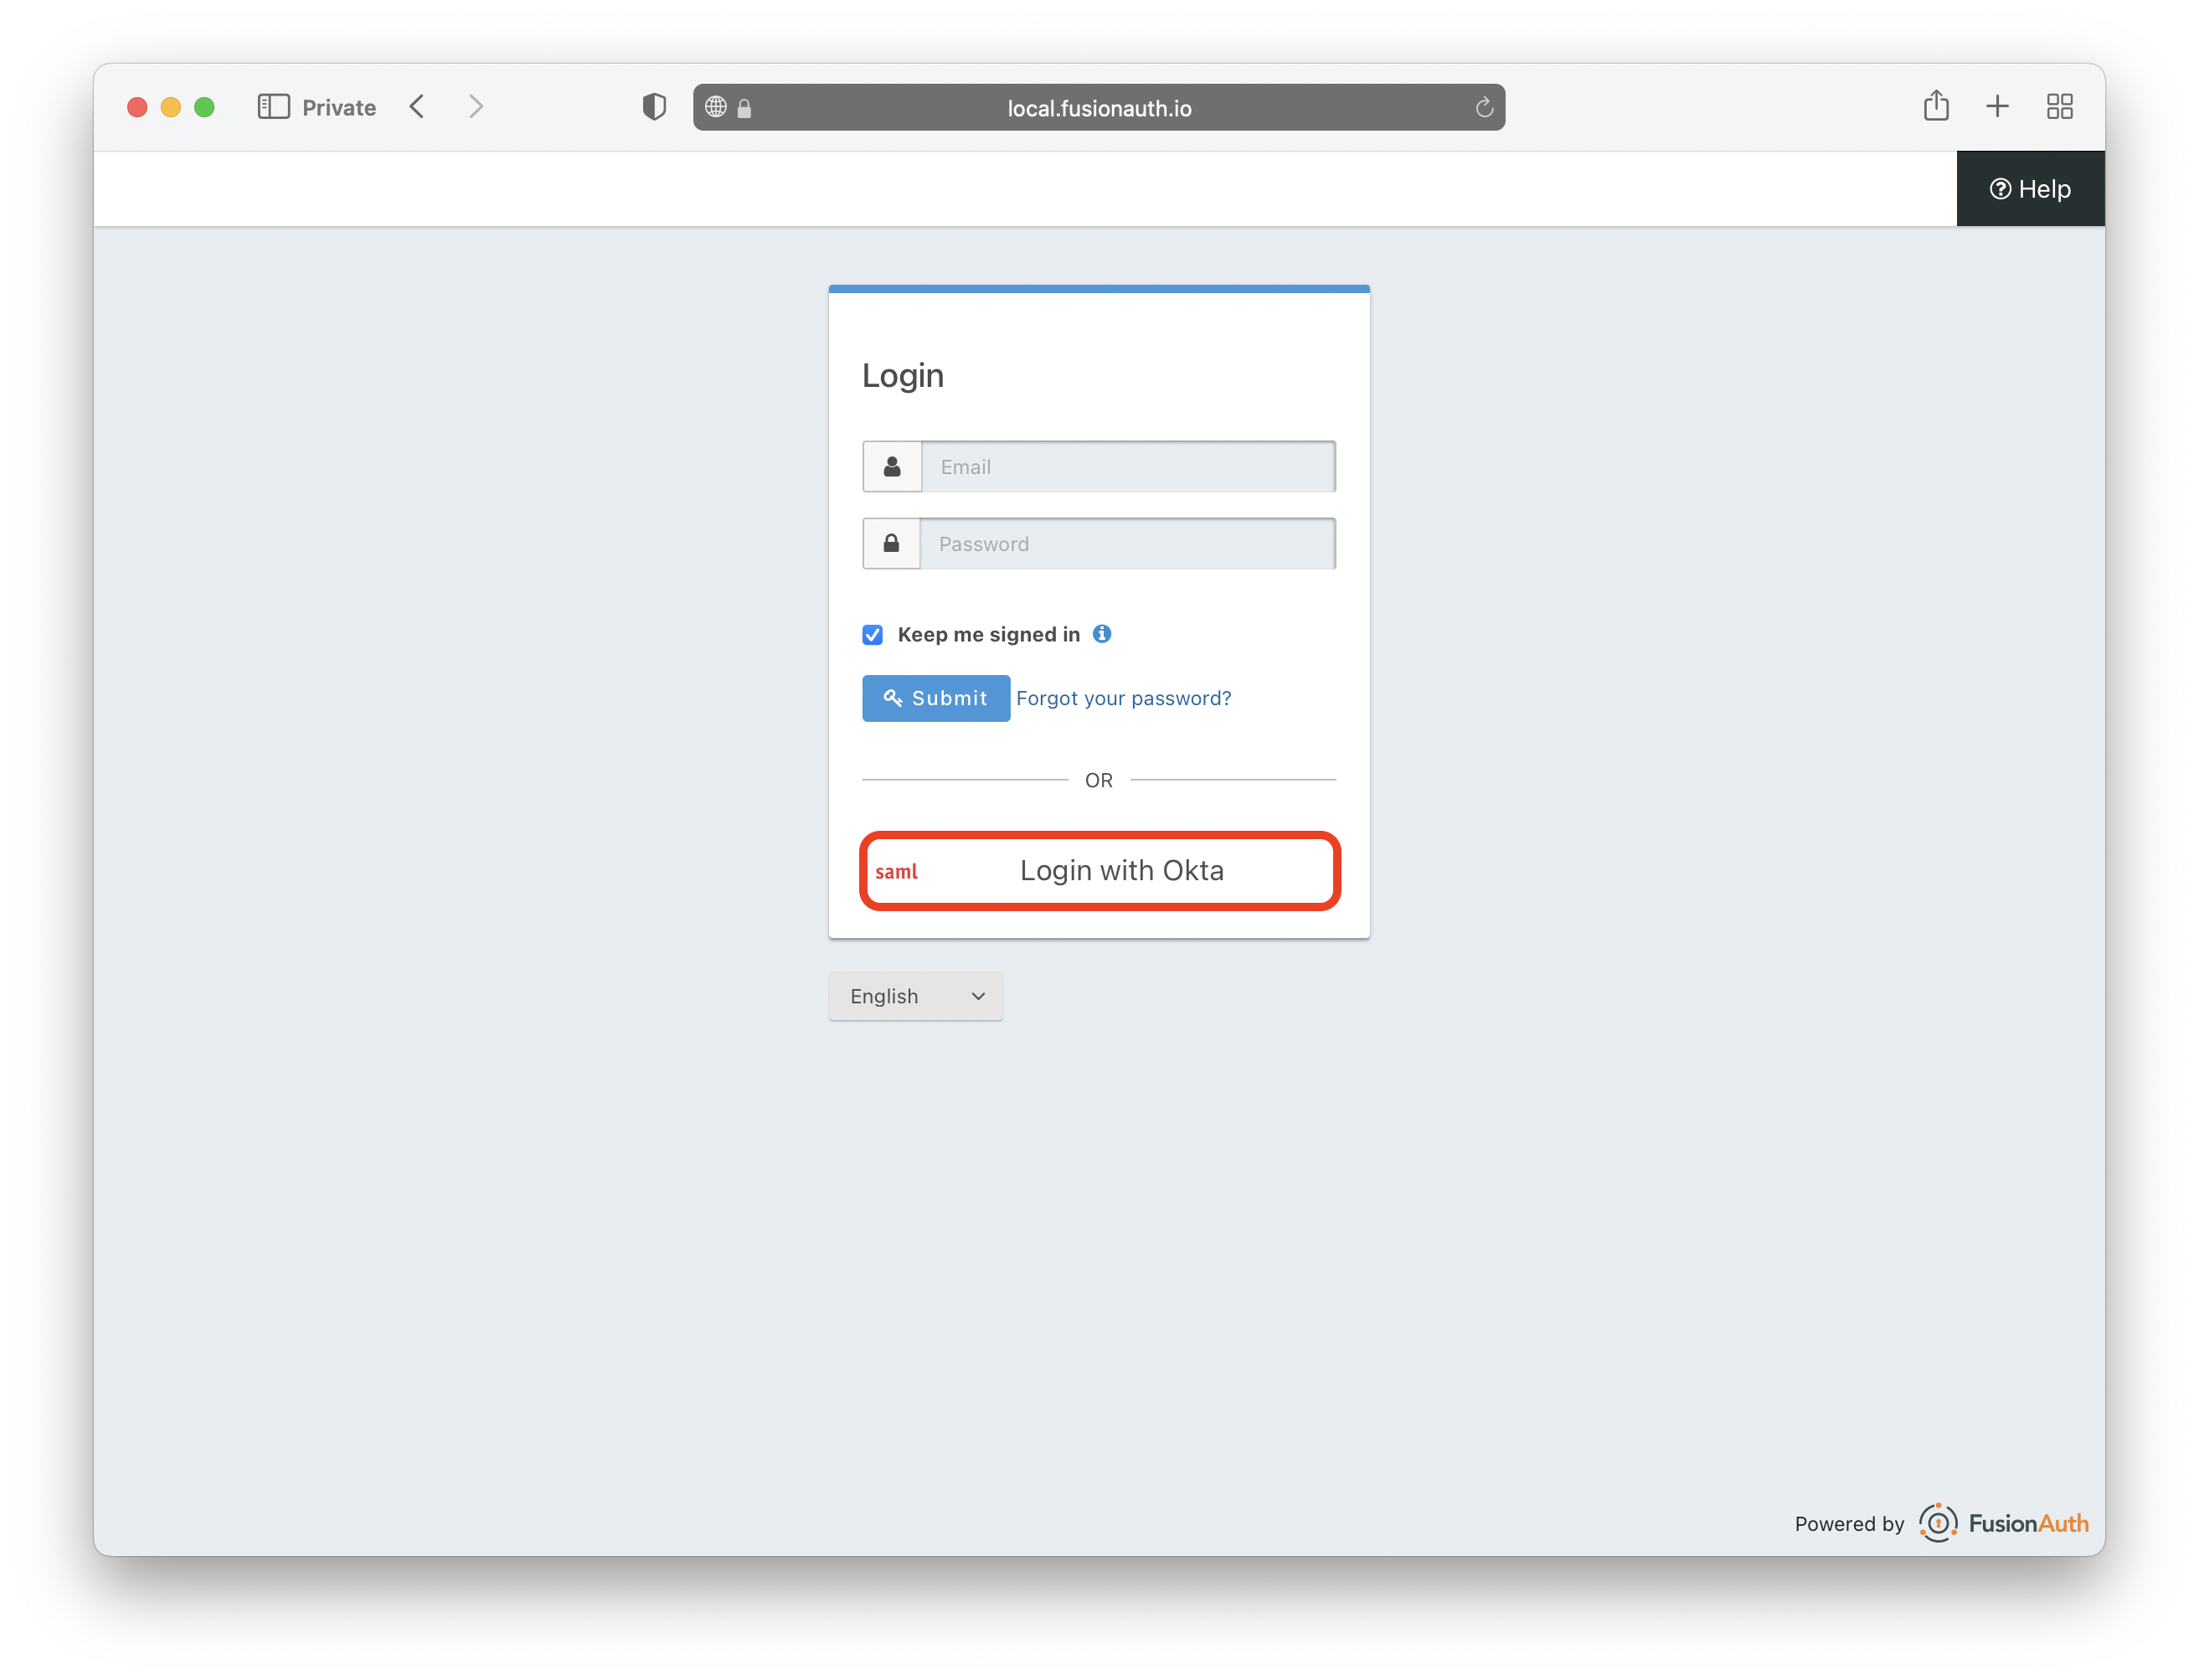 Private
local.fusionauth.io
Help
Login
Email
Password
Keep me signed in
Submit Forgot your password?
OR
saml Login with Okta
English
Powered by FusionAuth